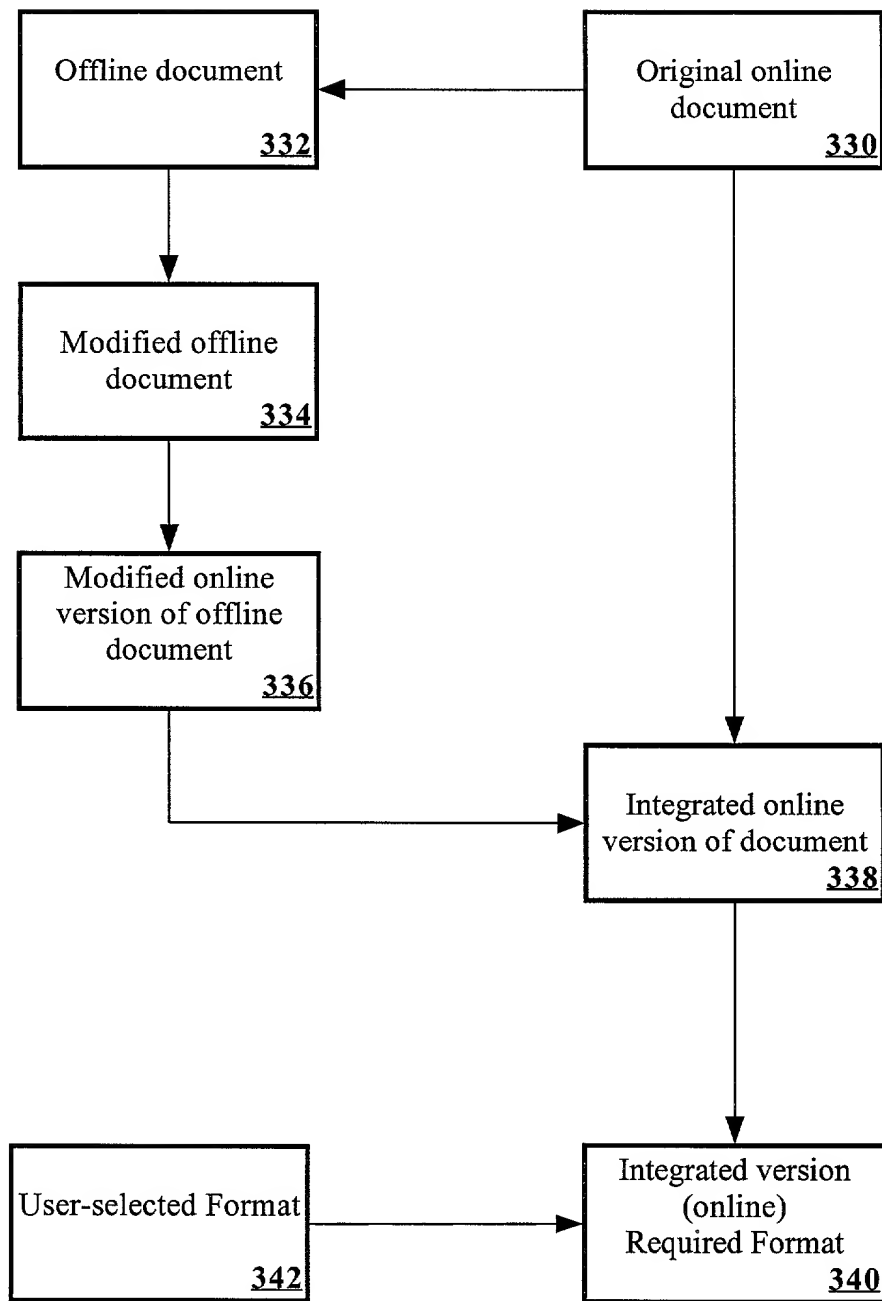 Offline document
332
Original online
document
330
Modified offline
document
334
Modified online
version of offline
document
336
Integrated online
version of document
338
User-selected Format
342
Integrated version
(online)
Required Format
340